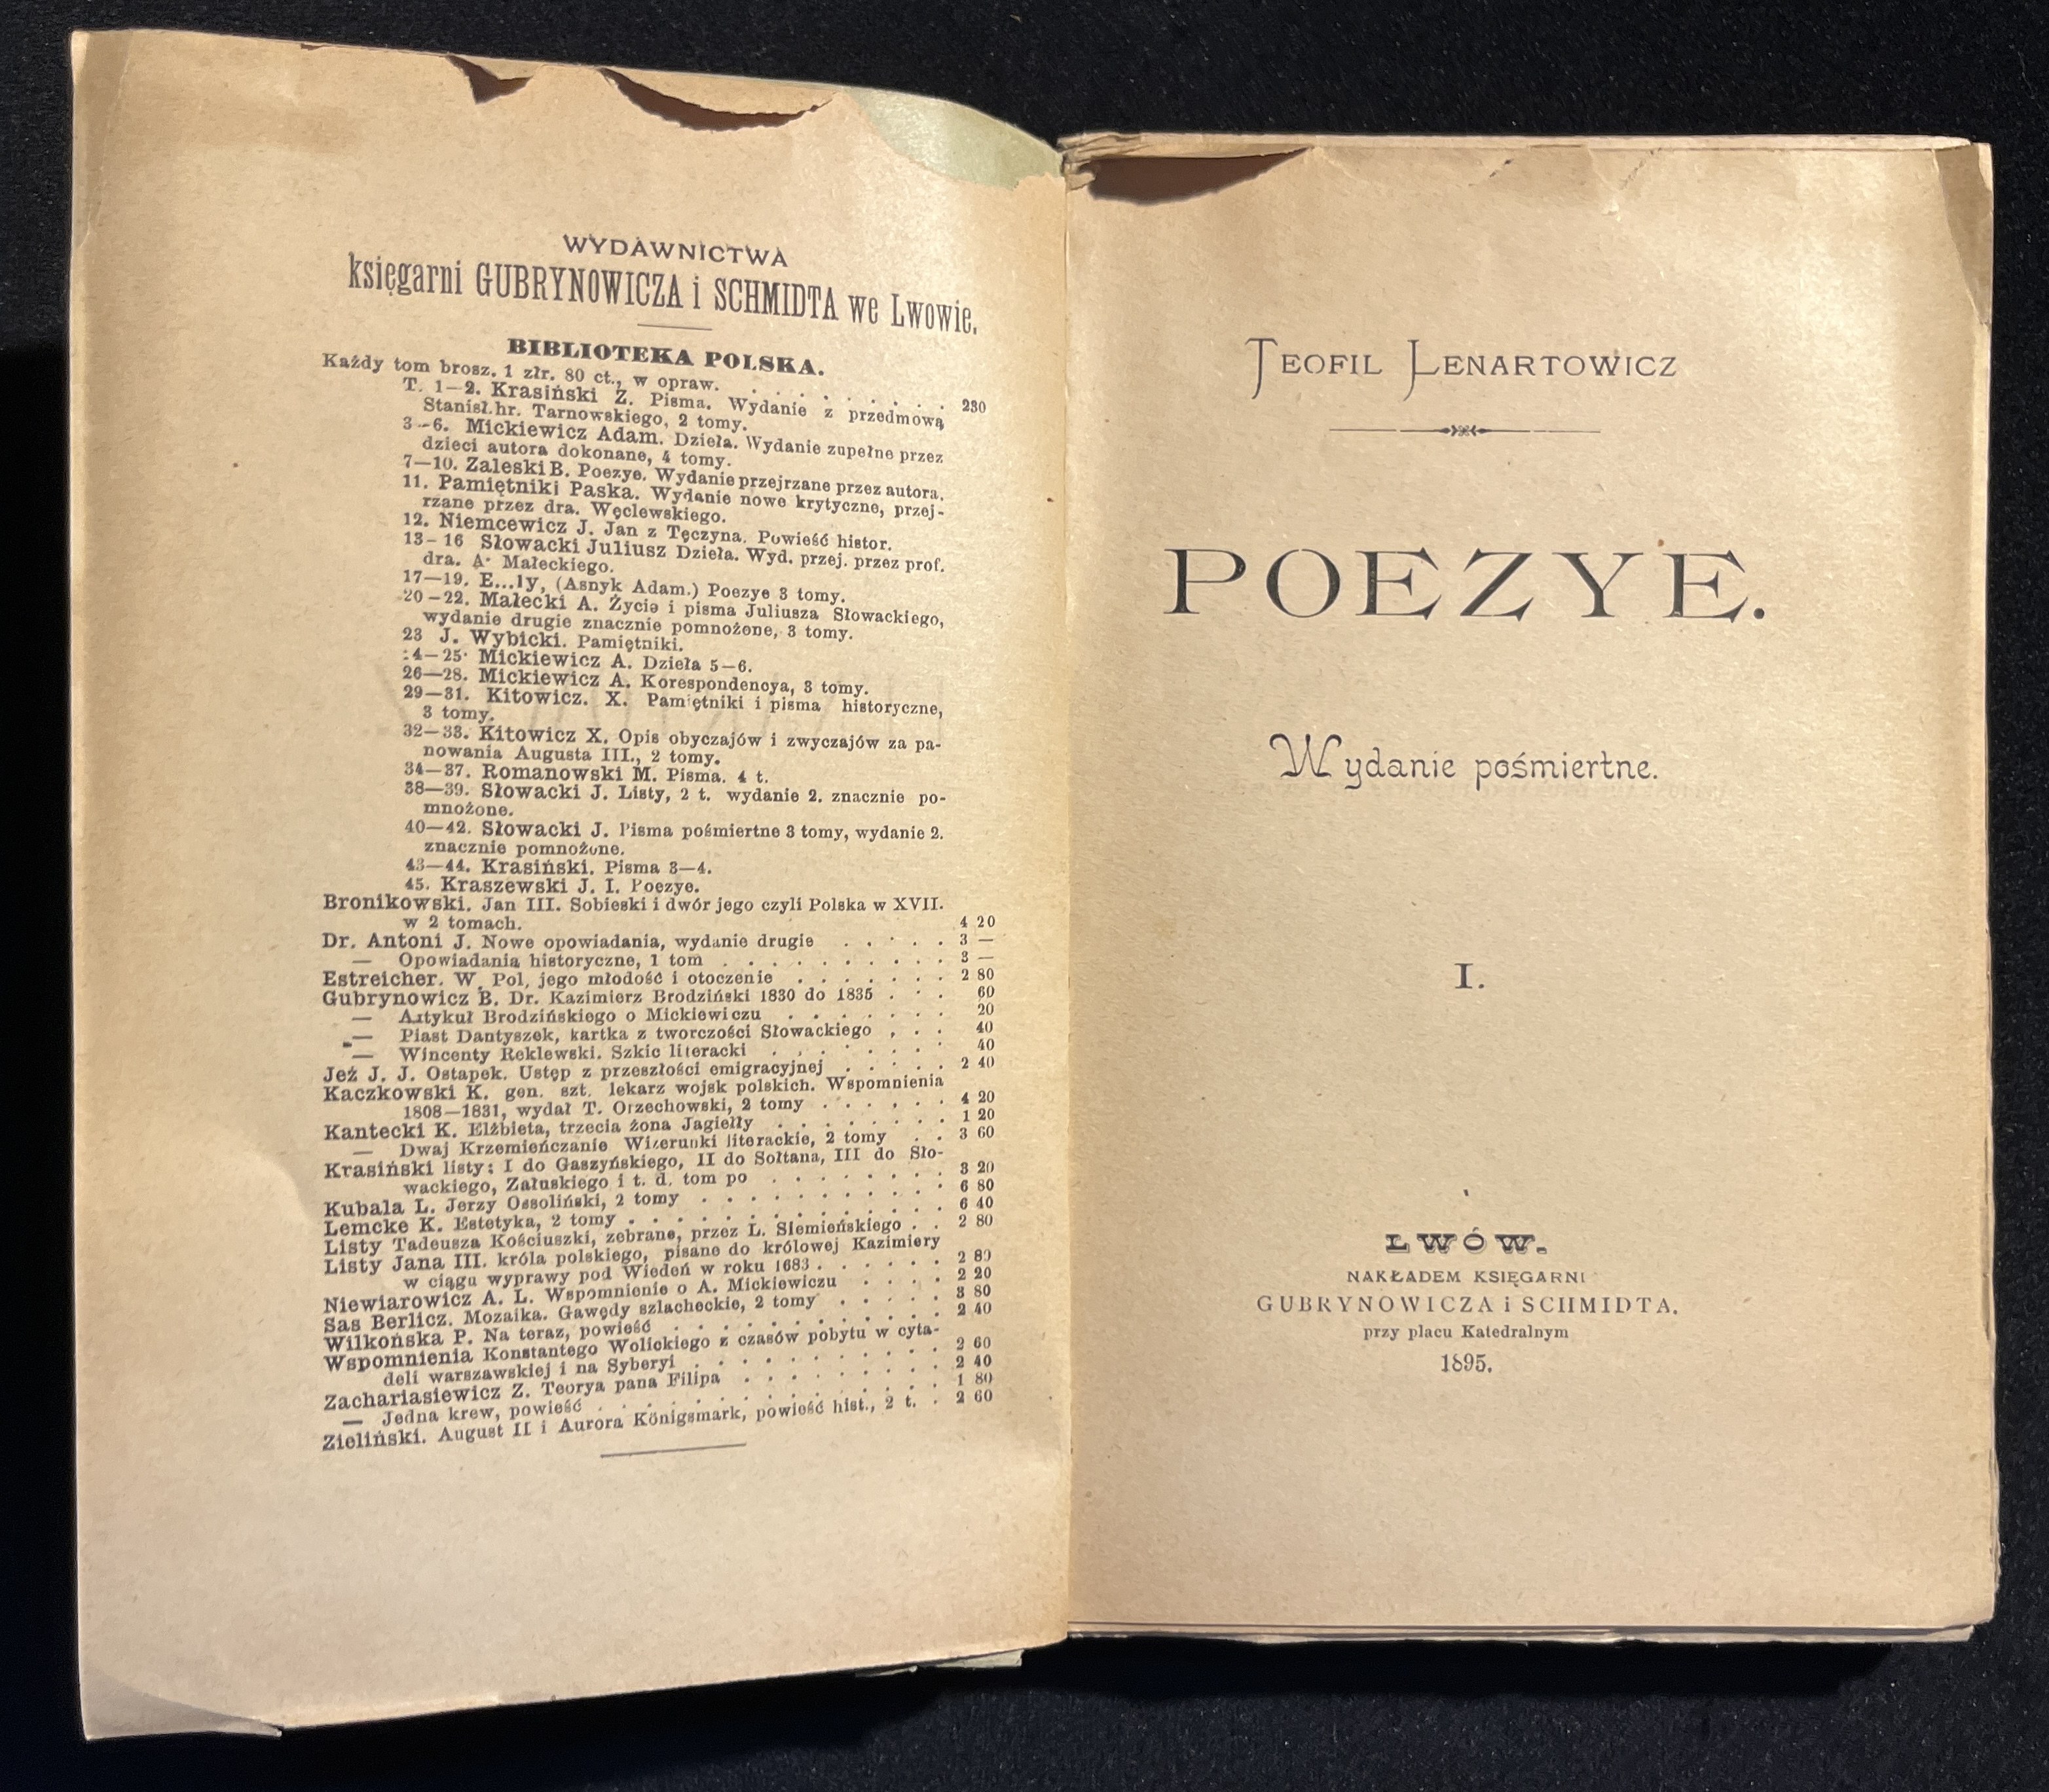 WYDAWNICTWA
księgarni GUBRYNOWICZA i SCHMIDTA we Lwowie.
BIBLIOTEKA POLSKA.
Każdy tom brosz. 1 złr. 80 ct., w opraw. . . . . . . . . 230
T. 1—2. Krasiński Z. Pisma. Wydanie z przedmową
Stanisł.hr. Tarnowskiego, 2 tomy.
3—6. Mickiewicz Adam. Dzieła. Wydanie zupełne przez
dzieci autora dokonane, 4 tomy.
7—10. Zaleski B. Poezye. Wydanie przejrzane przez autora.
11. Pamiętniki Paska. Wydanie nowe krytyczne, przej-
rzane przez dra. Węclewskiego.
12. Niemcewicz J. Jan z Tęczyna. Powieść histor.
13-16 Słowacki Juliusz Dzieła. Wyd. przej. przez prof.
dra. A. Małeckiego.
17—19. E...ly, (Asnyk Adam.) Poezye 3 tomy.
20—22. Małecki A. Życie i pisma Juliusza Słowackiego,
wydanie drugie znacznie pomnożone, 3 tomy.
23 J. Wybicki. Pamiętniki.
:4—25. Mickiewicz A. Dzieła 5—6.
26—28. Mickiewicz A. Korespondencya, 3 tomy.
29—31. Kitowicz. X. Pamiętniki i pisma historyczne,
3 tomy.
32—33. Kitowicz X. Opis obyczajów i zwyczajów za pa-
nowania Augusta III., 2 tomy.
34—37. Romanowski M. Pisma. 4 t.
38—39. Słowacki J. Listy, 2 t. wydanie 2. znacznie po-
mnożone.
40—42. Słowacki J. Pisma pośmiertne 3 tomy, wydanie 2.
znacznie pomnożone.
43—44. Krasiński. Pisma 3—4.
45. Kraszewski J. I. Poezye.
Bronikowski. Jan III. Sobieski i dwór jego czyli Polska w XVII.
w 2 tomach. 4 20
Dr. Antoni J. Nowe opowiadania, wydanie drugie . . . . . 3 —
— Opowiadania historyczne, 1 tom . . . . . . . . . 3 —
Estreicher. W. Pol, jego młodość i otoczenie . . . . . . . 2 80
Gubrynowicz B. Dr. Kazimierz Brodziński 1830 do 1835 . . . 60
— Artykuł Brodzińskiego o Mickiewiczu . . . . . . . 20
— Piast Dantyszek, kartka z tworczości Słowackiego . . . 40
— Wincenty Reklewski. Szkic literacki . . . . . . . 40
Jeż J. J. Ostapek. Ustęp z przeszłości emigracyjnej . . . . . 2 40
Kaczkowski K. gen. szt. lekarz wojsk polskich. Wspomnienia
1808—1831, wydał T. Orzechowski, 2 tomy . . . . . . 4 20
Kantecki K. Elżbieta, trzecia żona Jagiełły . . . . . . . 1 20
— Dwaj Krzemieńczanie Wizerunki literackie, 2 tomy . . 3 60
Krasiński listy: I do Gaszyńskiego, II do Sołtana, III do Sło-
wackiego, Załuskiego i t. d. tom po . . . . . . . . 3 20
Kubala L. Jerzy Ossoliński, 2 tomy . . . . . . . . . . 6 80
Lemcke K. Estetyka, 2 tomy . . . . . . . . . . . . . 6 40
Listy Tadeusza Kościuszki, zebrane, przez L. Siemieńskiego . . 2 80
Listy Jana III. króla polskiego, pisane do królowej Kazimiery
w ciągu wyprawy pod Wiedeń w roku 1683 . . . . . . 2 80
Niewiarowicz A. L. Wspomnienie o A. Mickiewiczu . . . . 2 20
Sas Berlicz. Mozaika. Gawędy szlacheckie, 2 tomy . . . . . 3 80
Wilkońska P. Na teraz, powieść . . . . . . . . . . . 2 40
Wspomnienia Konstantego Wolickiego z czasów pobytu w cyta-
deli warszawskiej i na Syberyi . . . . . . . . . . 2 60
Zachariasiewicz Z. Teorya pana Filipa . . . . . . . . 2 40
— Jedna krew, powieść . . . . . . . . . . . . . 1 80
Zieliński. August II i Aurora Königsmark, powieść hist., 2 t. . 2 60
TEOFIL LENARTOWICZ
POEZYE.
Wydanie pośmiertne.
I.
LWÓW.
NAKŁADEM KSIĘGARNI
GUBRYNOWICZA i SCHMIDTA.
przy placu Katedralnym
1895.